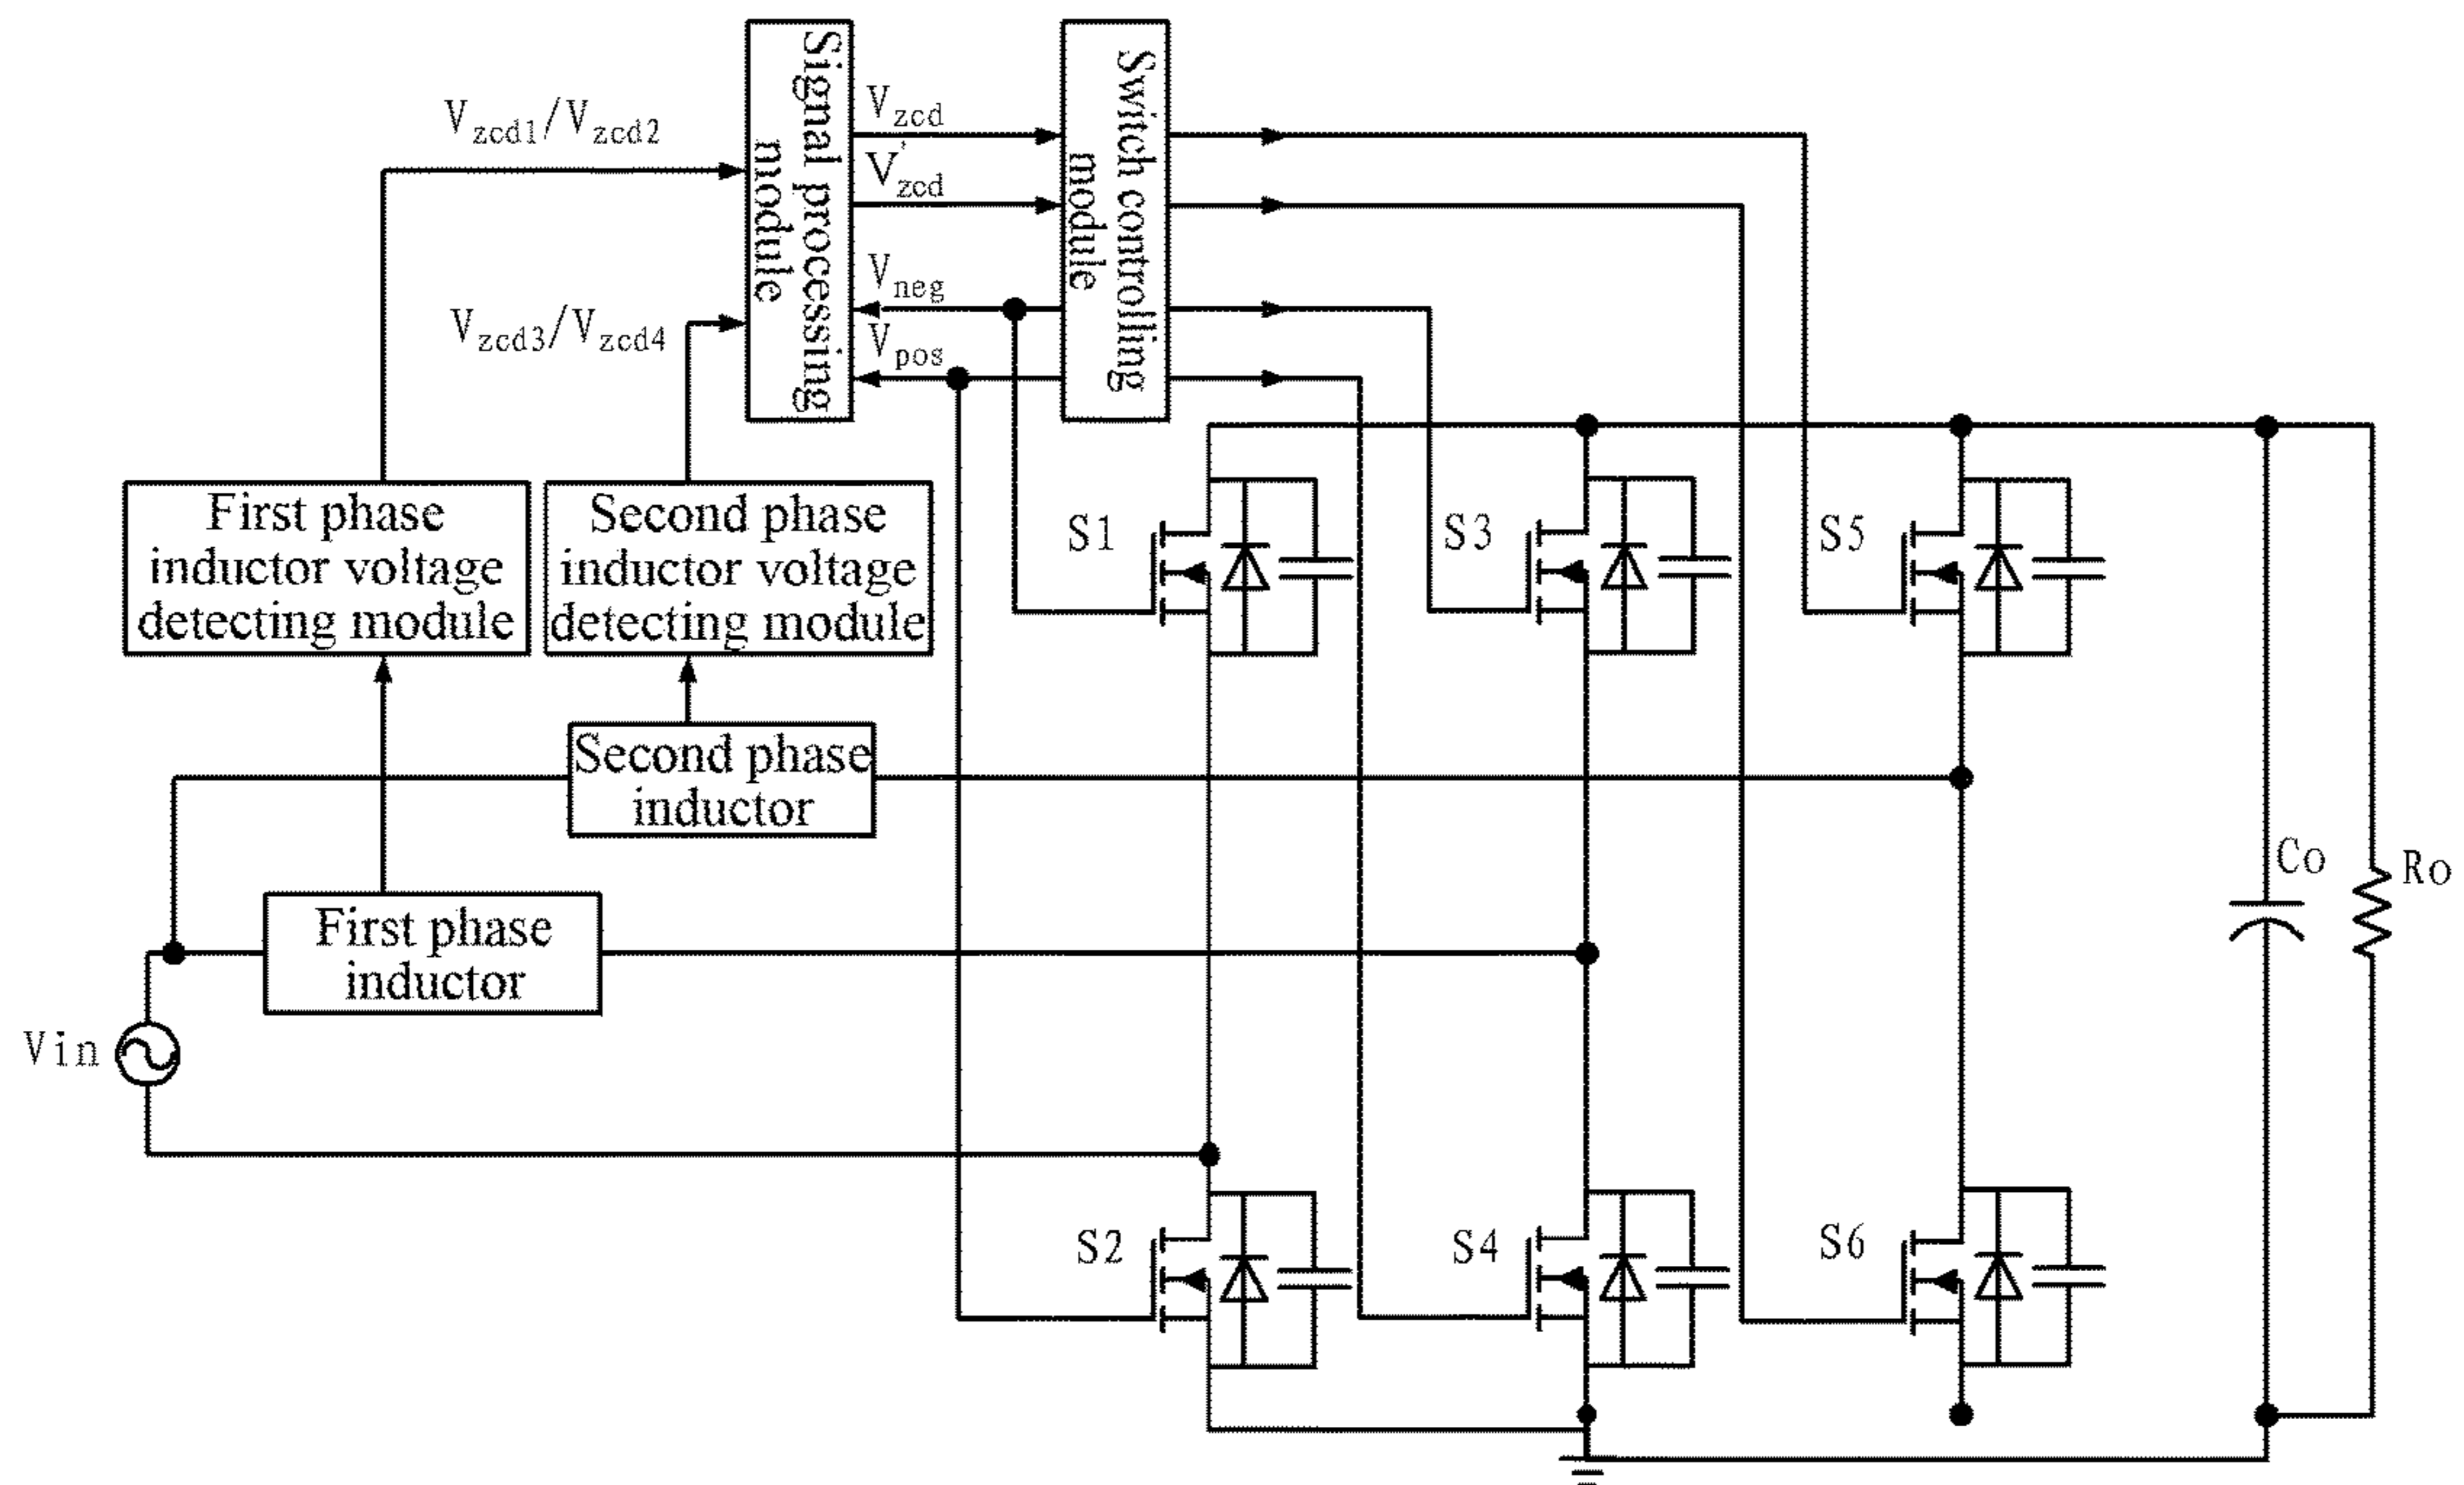 Signal processing
module
Switch controlling
module
Vzcd1/Vzcd2
Vzcd
V'zcd
Vneg
Vzcd3/Vzcd4
Vpos
First phase
inductor voltage
detecting module
Second phase
inductor voltage
detecting module
S1
S3
S5
Second phase
inductor
First phase
inductor
Co
Ro
Vin
S2
S4
S6